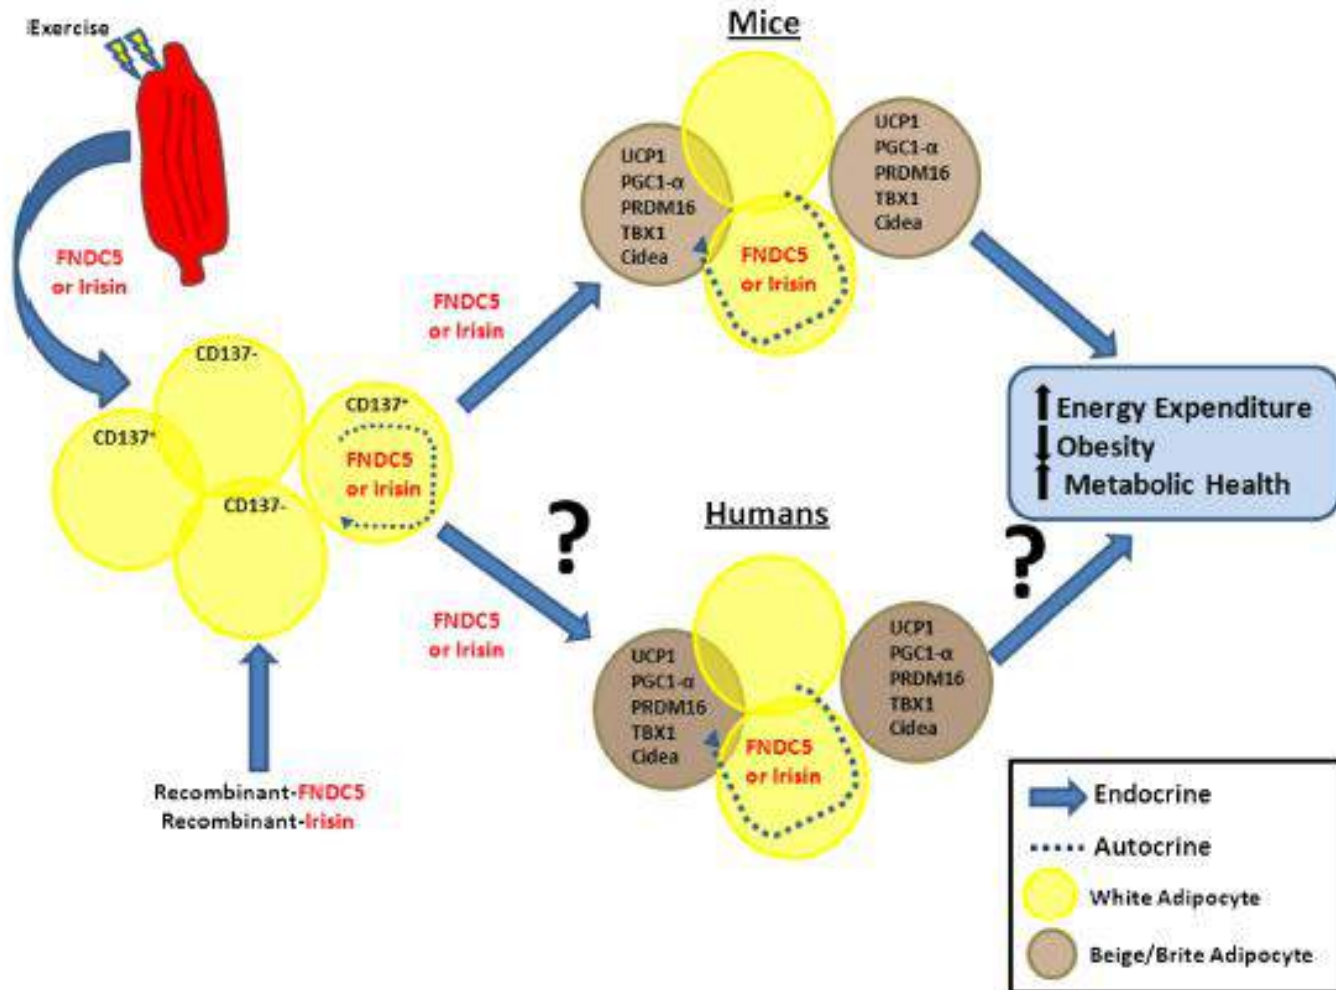 Exercise
FNDC5
or Irisin
CD137-
CD137+
CD137+
FNDC5
or Irisin
CD137-
Recombinant-FNDC5
Recombinant-Irisin
FNDC5
or Irisin
FNDC5
or Irisin
?
Mice
UCP1
PGC1-α
PRDM16
TBX1
Cidea
FNDC5
or Irisin
UCP1
PGC1-α
PRDM16
TBX1
Cidea
Humans
UCP1
PGC1-α
PRDM16
TBX1
Cidea
FNDC5
or Irisin
UCP1
PGC1-α
PRDM16
TBX1
Cidea
?
Energy Expenditure
Obesity
Metabolic Health
Endocrine
Autocrine
White Adipocyte
Beige/Brite Adipocyte